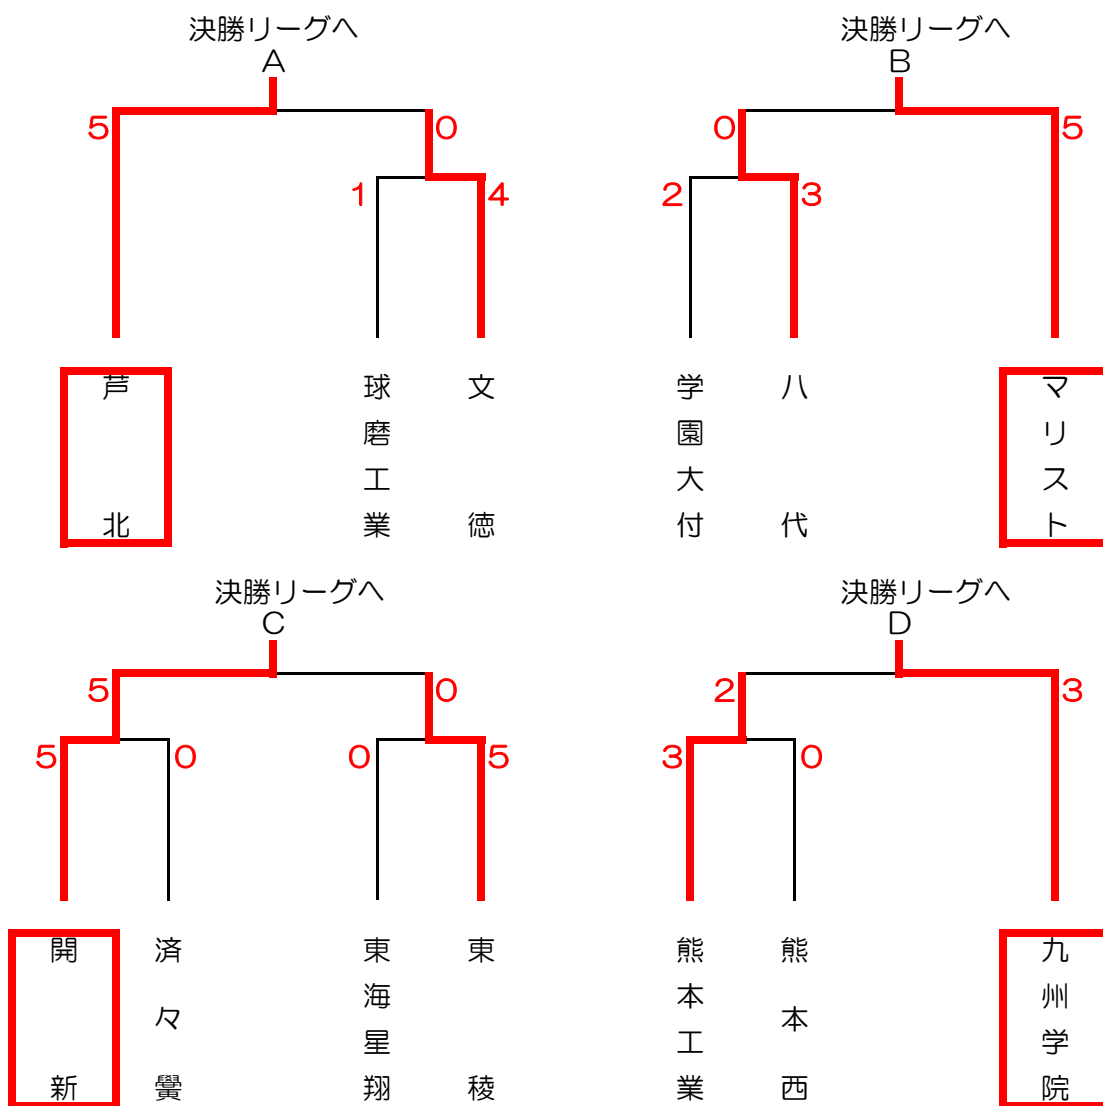 決勝リーグへ
A
決勝リーグへ
B
5
0
0
5
1
4
2
3
芦北
球磨工業
文徳
学園大付
八代
マリスト
決勝リーグへ
C
決勝リーグへ
D
5
0
2
3
5
0
0
5
3
0
開新
済々黌
東海星翔
東稜
熊本工業
熊本西
九州学院